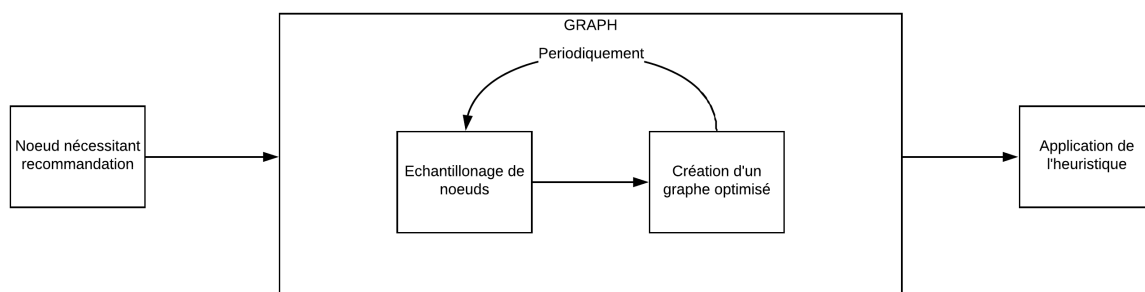 GRAPH
Periodiquement
Noeud nécessitant
recommandation
Echantillonage de
noeuds
Création d'un
graphe optimisé
Application de
l'heuristique